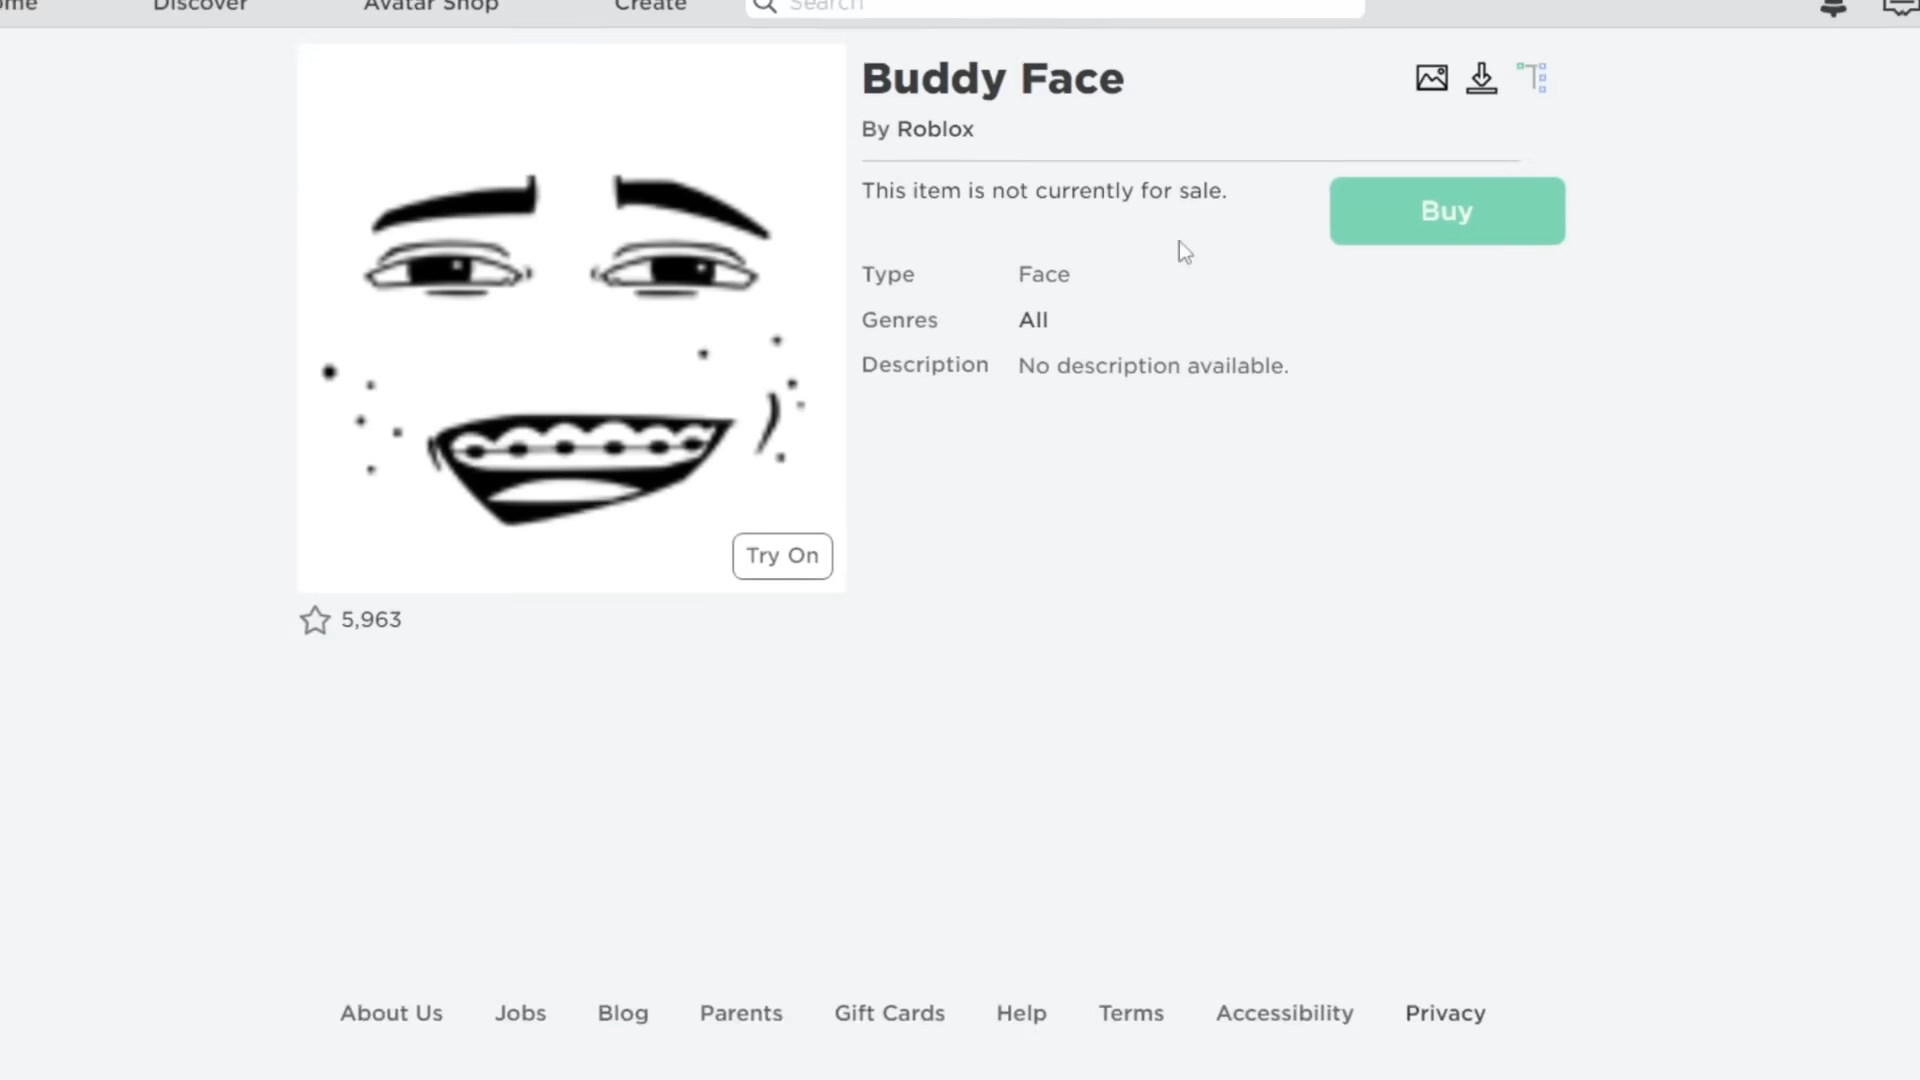 Discover
Avatar Shop
Create
Search
Buddy Face
By Roblox
This item is not currently for sale.
Buy
Type Face
Genres All
Description No description available.
Try On
5,963
About Us Jobs Blog Parents Gift Cards Help Terms Accessibility Privacy